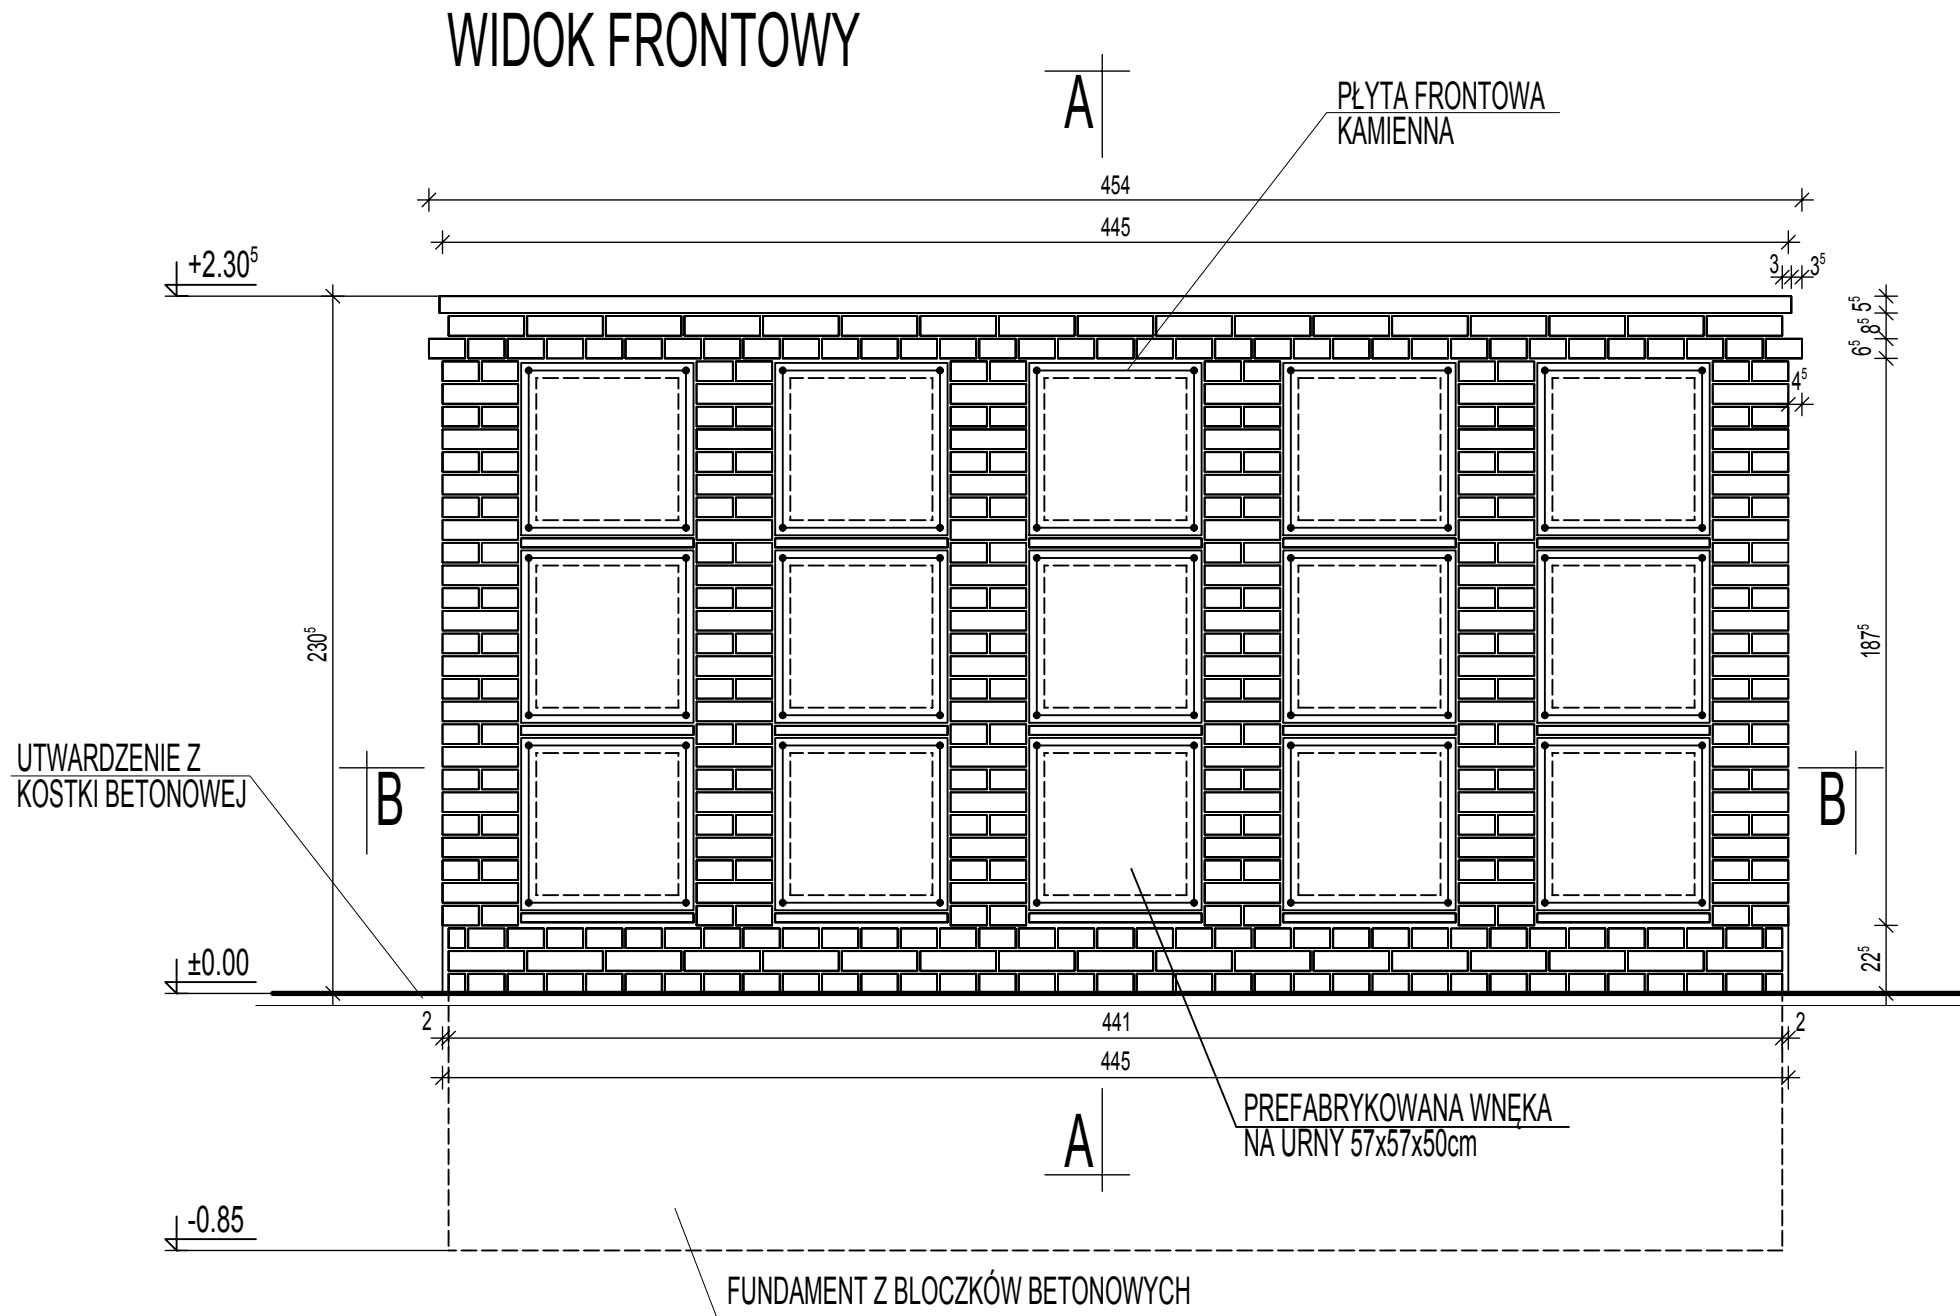 WIDOK FRONTOWY
A
PŁYTA FRONTOWA
KAMIENNA
454
445
+2.30⁵
3
3⁵
5⁵
8⁵
6⁵
4⁵
230⁵
187⁵
UTWARDZENIE Z
KOSTKI BETONOWEJ
B
B
±0.00
22⁵
2
441
2
445
PREFABRYKOWANA WNĘKA
NA URNY 57x57x50cm
A
-0.85
FUNDAMENT Z BLOCZKÓW BETONOWYCH